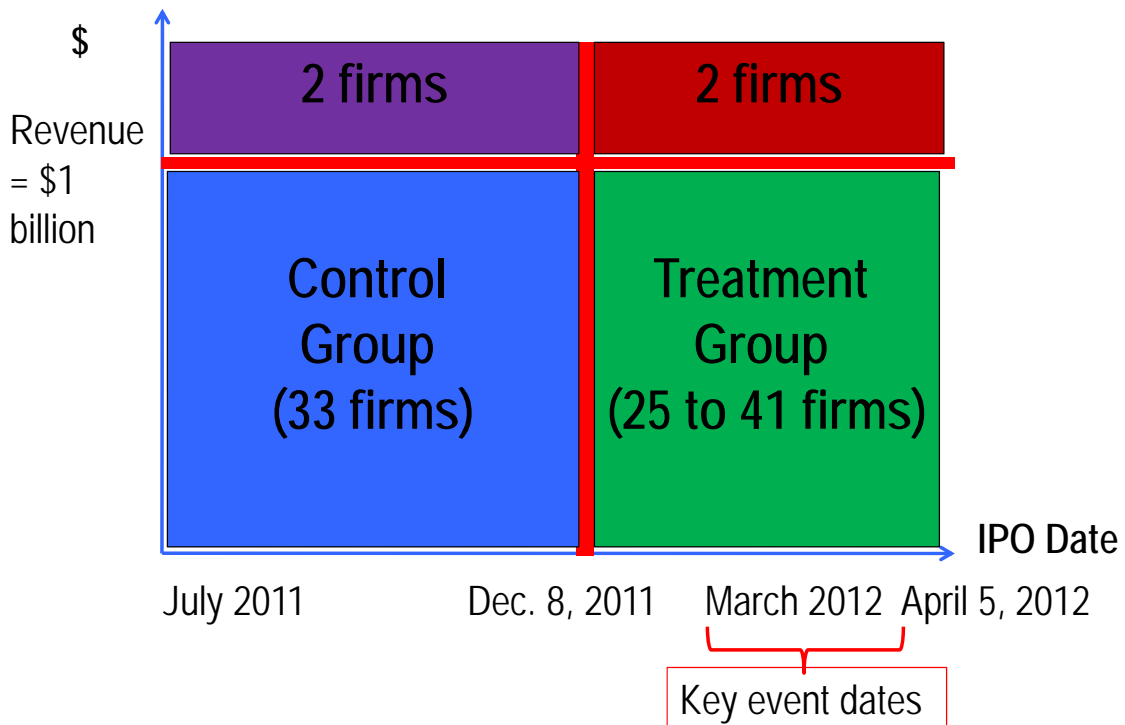 $
2 firms
2 firms
Revenue
= $1
billion
Control
Group
(33 firms)
Treatment
Group
(25 to 41 firms)
IPO Date
July 2011
Dec. 8, 2011
March 2012
April 5, 2012
Key event dates